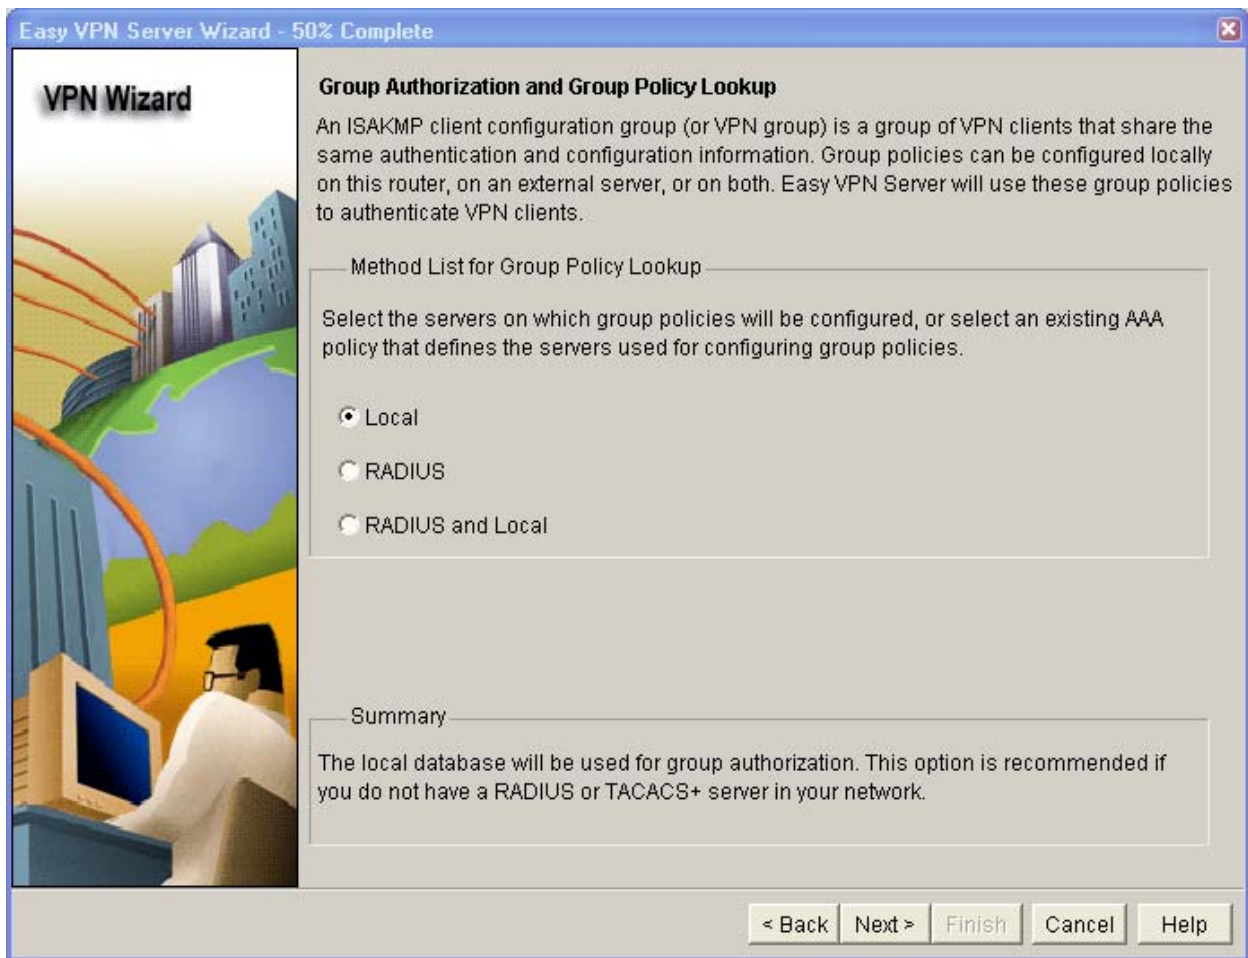 Easy VPN Server Wizard - 50% Complete
VPN Wizard
Group Authorization and Group Policy Lookup
An ISAKMP client configuration group (or VPN group) is a group of VPN clients that share the
same authentication and configuration information. Group policies can be configured locally
on this router, on an external server, or on both. Easy VPN Server will use these group policies
to authenticate VPN clients.
Method List for Group Policy Lookup
Select the servers on which group policies will be configured, or select an existing AAA
policy that defines the servers used for configuring group policies.
Local
RADIUS
RADIUS and Local
Summary
The local database will be used for group authorization. This option is recommended if
you do not have a RADIUS or TACACS+ server in your network.
< Back Next > Finish Cancel Help